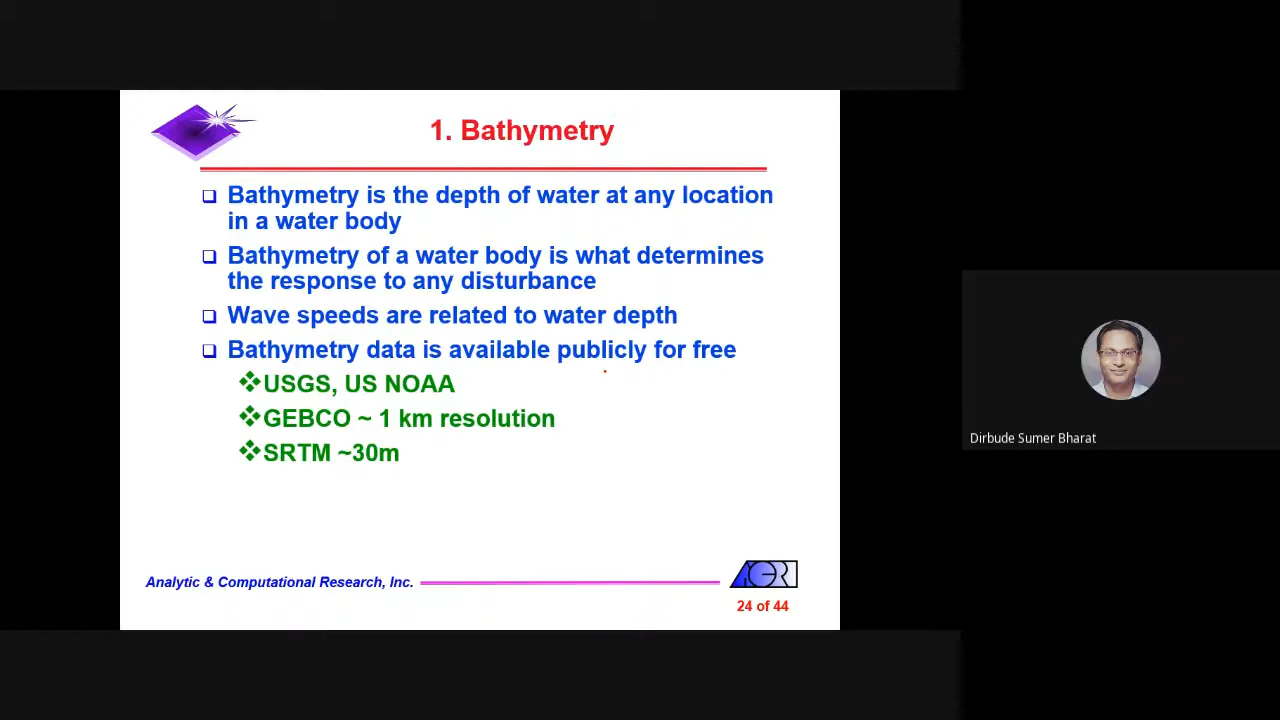 1. Bathymetry
Bathymetry is the depth of water at any location
in a water body
Bathymetry of a water body is what determines
the response to any disturbance
Wave speeds are related to water depth
Bathymetry data is available publicly for free
USGS, US NOAA
GEBCO ~ 1 km resolution
SRTM ~30m
Analytic & Computational Research, Inc.
ACRI
24 of 44
Dirbude Sumer Bharat